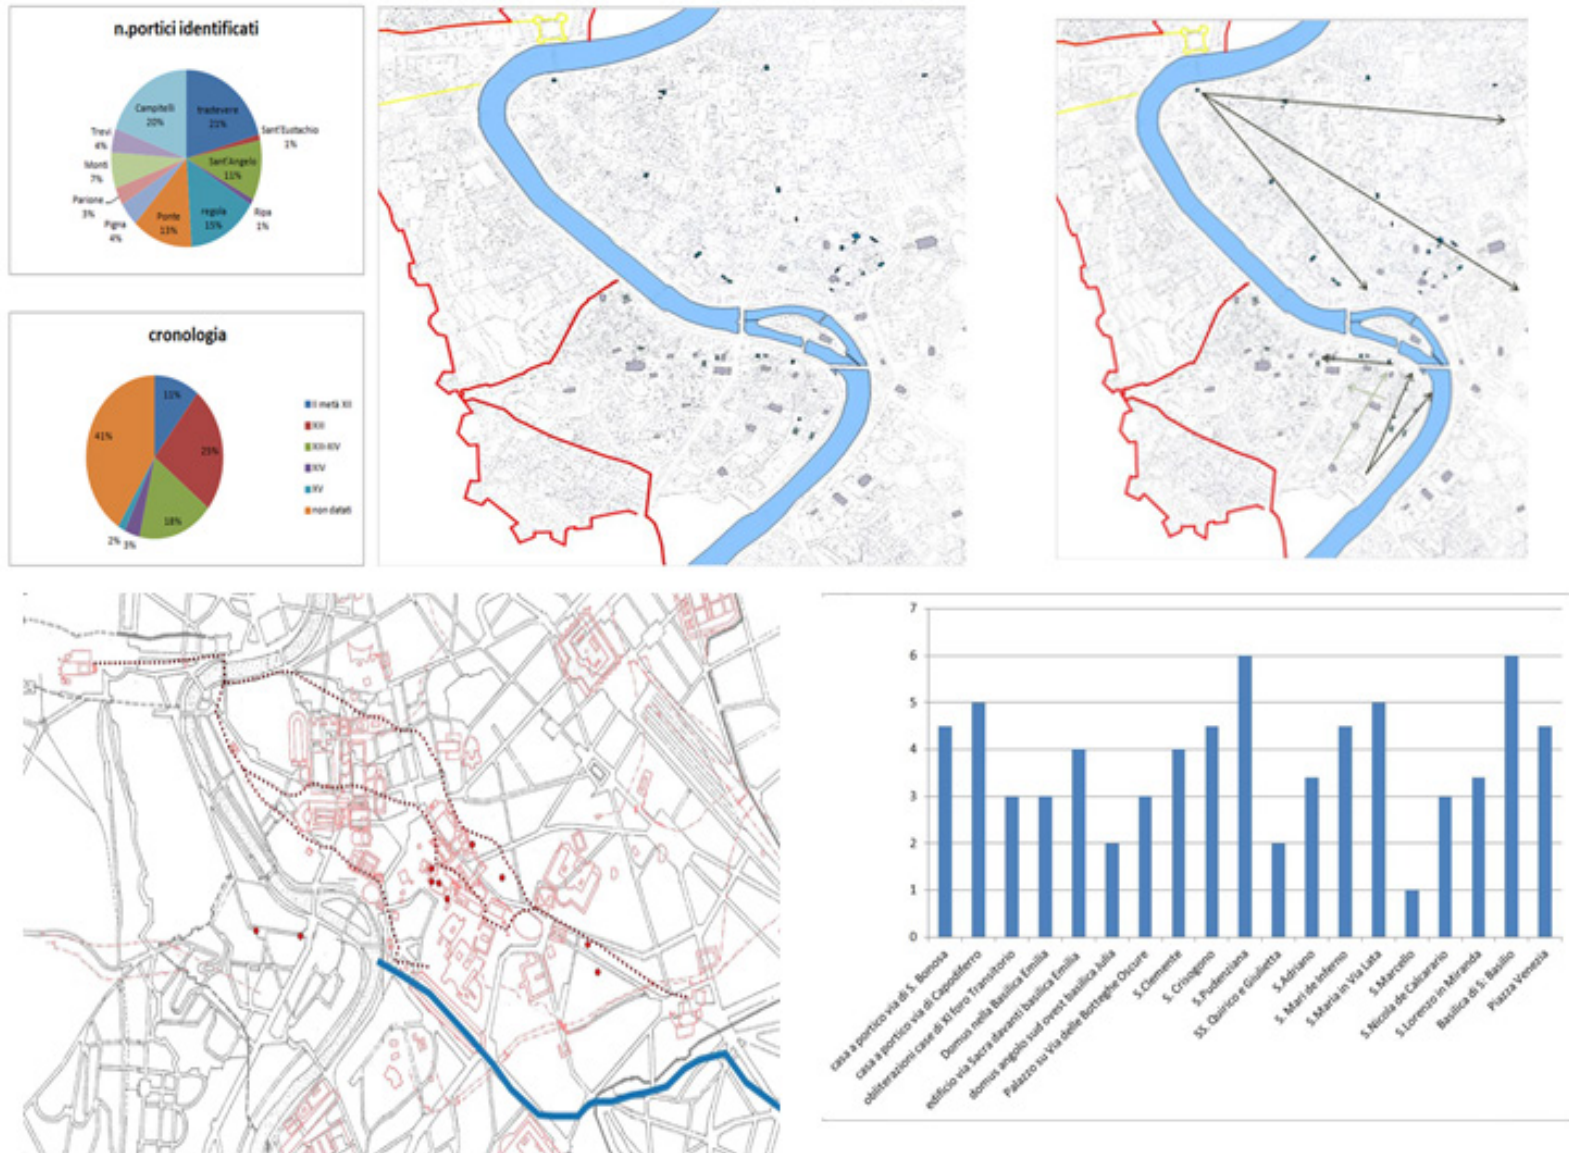 n.portici identificati
Campitelli
20%
trastevere
21%
Sant'Eustachio
1%
Trevi
4%
Sant'Angelo
11%
Monti
7%
Parione
3%
Ripa
1%
Pigna
4%
Ponte
13%
regola
15%
cronologia
11%
41%
23%
18%
2%
3%
II metà XII
XIII
XIII-XIV
XIV
XV
non datati
7
6
5
4
3
2
1
0
casa a portico via di S. Bonosa
casa a portico via di Capodiferro
obliterazioni case di XI foro Transitorio
Domus nella Basilica Emilia
edificio via Sacra davanti basilica Emilia
domus angolo sud ovest basilica Julia
Palazzo su Via delle Botteghe Oscure
S.Clemente
S. Crisogono
S.Pudenziana
SS. Quirico e Giulietta
S.Adriano
S. Mari de Inferno
S.Maria in Via Lata
S.Marcello
S.Nicola de Calcarario
S.Lorenzo in Miranda
Basilica di S: Basilio
Piazza Venezia